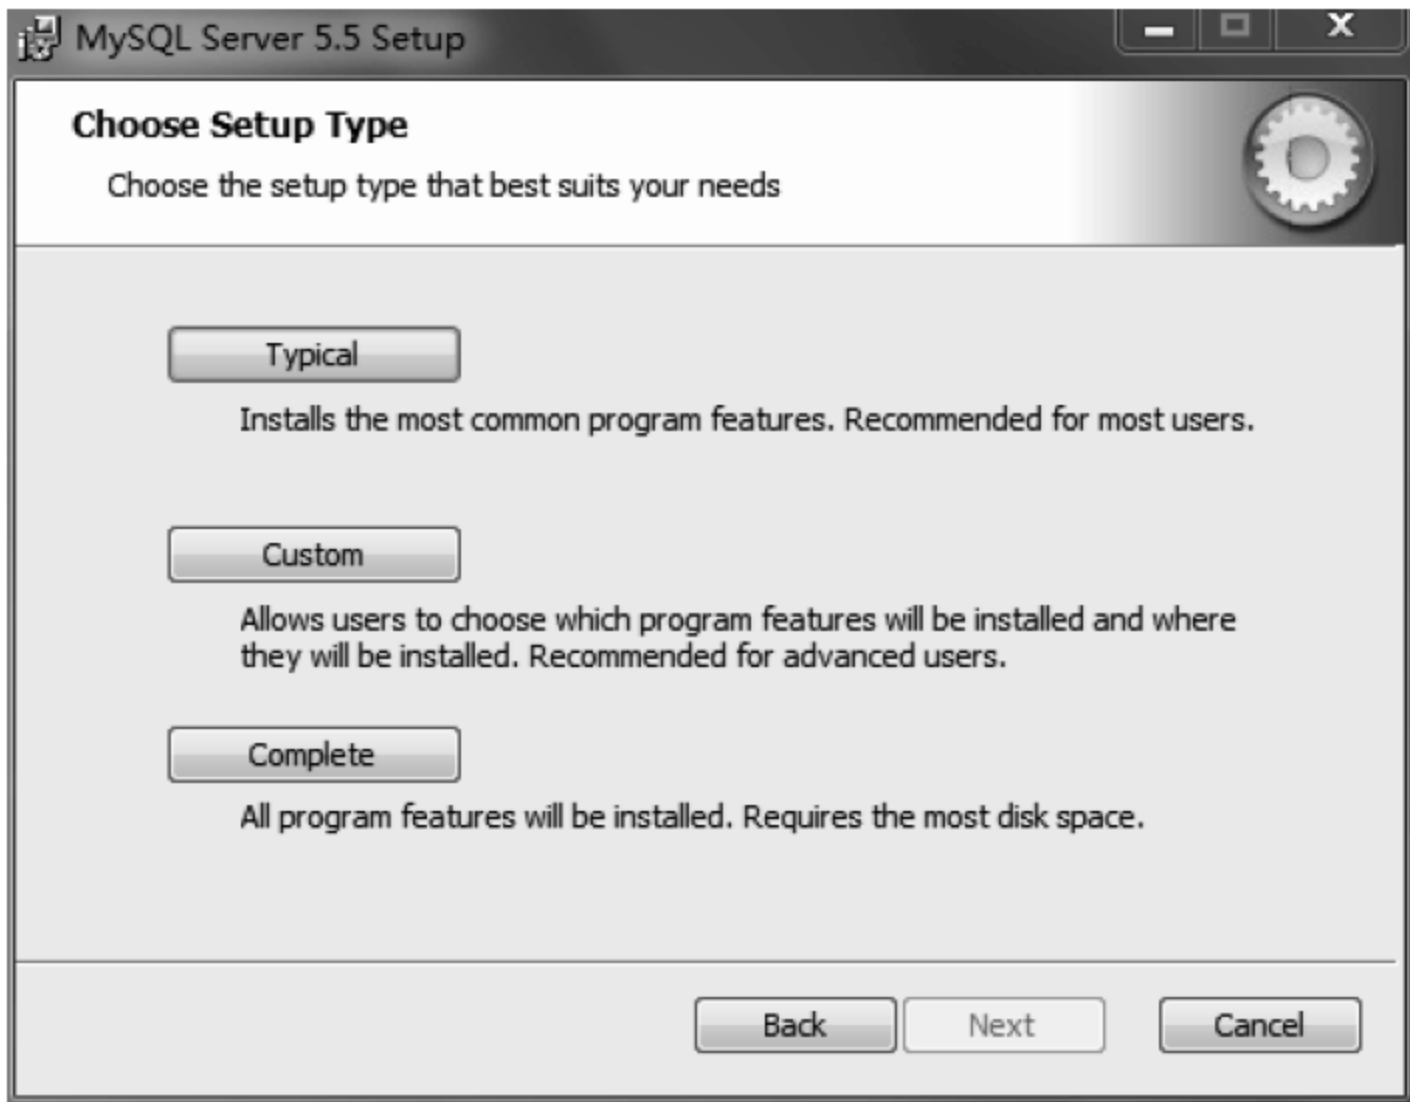 MySQL Server 5.5 Setup
Choose Setup Type
Choose the setup type that best suits your needs
Typical
Installs the most common program features. Recommended for most users.
Custom
Allows users to choose which program features will be installed and where
they will be installed. Recommended for advanced users.
Complete
All program features will be installed. Requires the most disk space.
Back
Next
Cancel